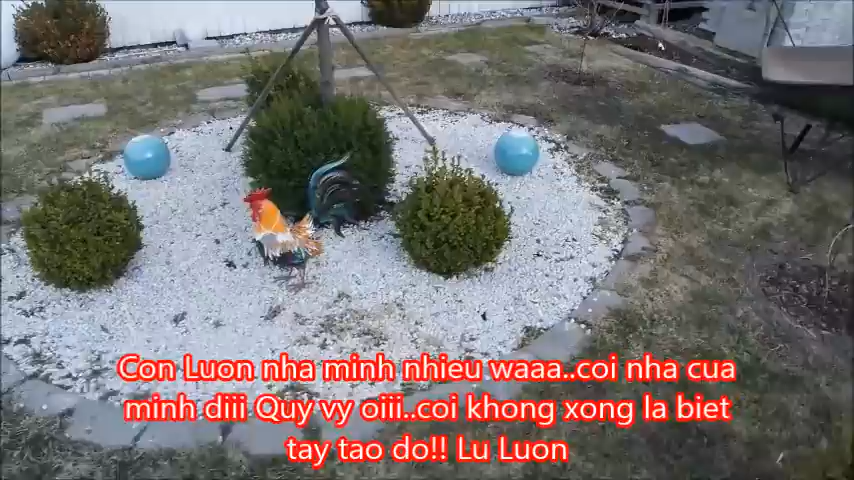 Con Luon nha minh nhieu waaa..coi nha cua
minh diii Quy vy Oiii..coi khong xong la biet
tay tao do!! Lu Luon